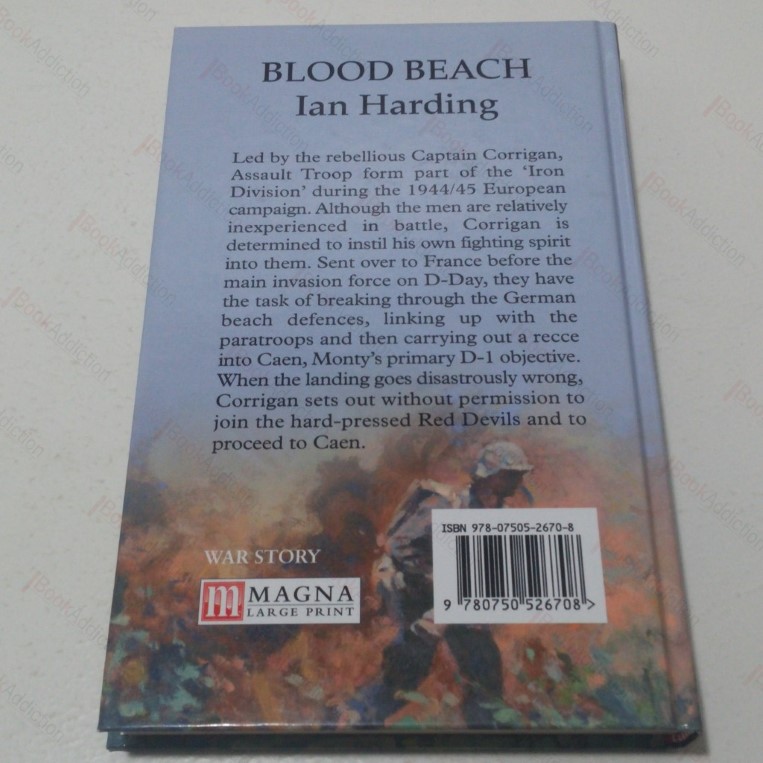 BLOOD BEACH
Ian Harding
Led by the rebellious Captain Corrigan,
Assault Troop form part of the 'Iron
Division' during the 1944/45 European
campaign. Although the men are relatively
inexperienced in battle, Corrigan is
determined to instil his own fighting spirit
into them. Sent over to France before the
main invasion force on D-Day, they have
the task of breaking through the German
beach defences, linking up with the
paratroops and then carrying out a recce
into Caen, Monty's primary D-1 objective.
When the landing goes disastrously wrong,
Corrigan sets out without permission to
join the hard-pressed Red Devils and to
proceed to Caen.
WAR STORY
m MAGNA
LARGE PRINT
ISBN 978-07505-2670-8
9 780750 526708 >
BookAddiction